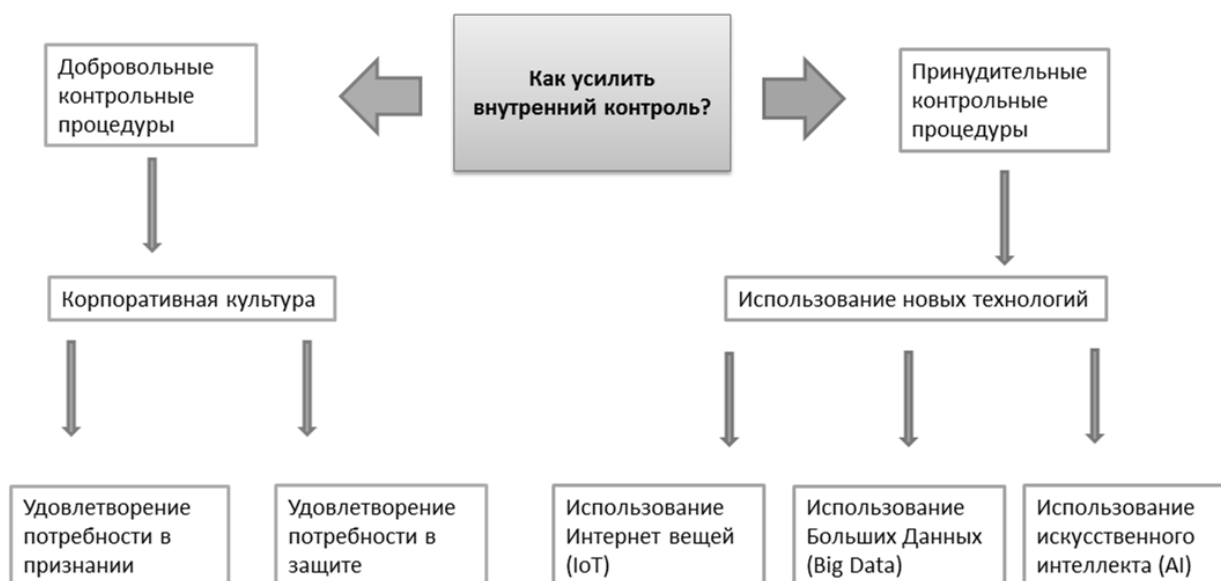 Как усилить
внутренний контроль?
Добровольные
контрольные
процедуры
Принудительные
контрольные
процедуры
Корпоративная культура
Использование новых технологий
Удовлетворение
потребности в
признании
Удовлетворение
потребности в
защите
Использование
Интернет вещей
(IoT)
Использование
Больших Данных
(Big Data)
Использование
искусственного
интеллекта (AI)